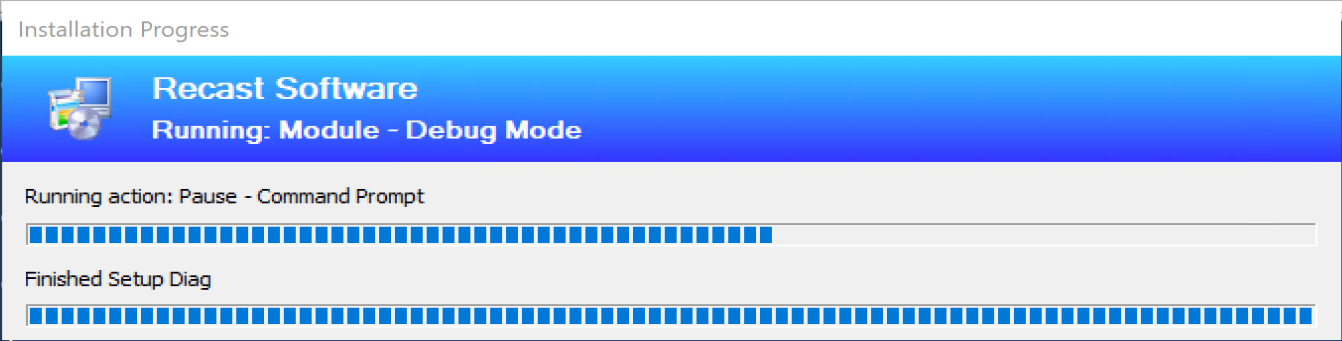 Installation Progress
Recast Software
Running: Module - Debug Mode
Running action: Pause - Command Prompt
Finished Setup Diag